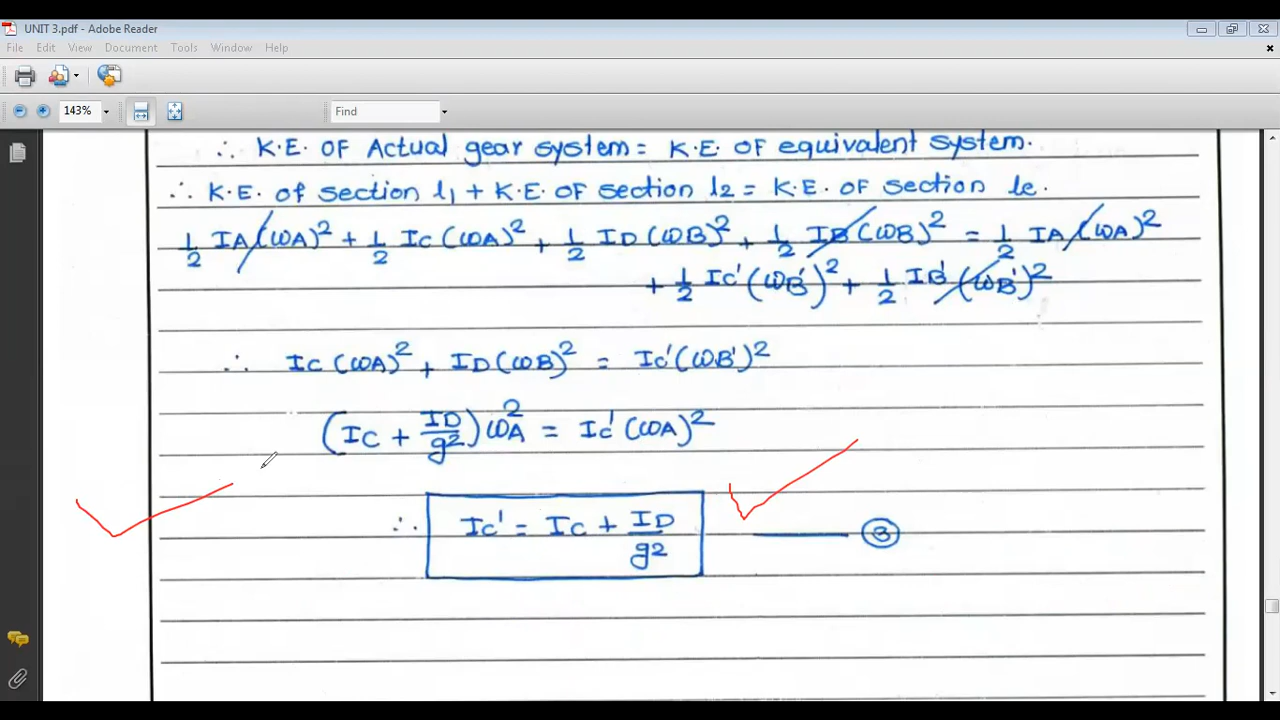 UNIT 3.pdf - Adobe Reader
File Edit View Document Tools Window Help
143% Find
∴ K.E. OF Actual gear system = K.E. OF equivalent system.
∴ K.E. of section l1 + K.E. OF section l2 = K.E. OF section le.
1/2 IA(ωA)² + 1/2 IC(ωA)² + 1/2 ID(ωB)² + 1/2 IB(ωB)² = 1/2 IA(ωA)²
+ 1/2 IC'(ωB')² + 1/2 IB'(ωB')²
∴ IC(ωA)² + ID(ωB)² = IC'(ωB')²
(IC + ID/g²) ωA² = IC'(ωA)²
∴ IC' = IC + ID/g² —— ③